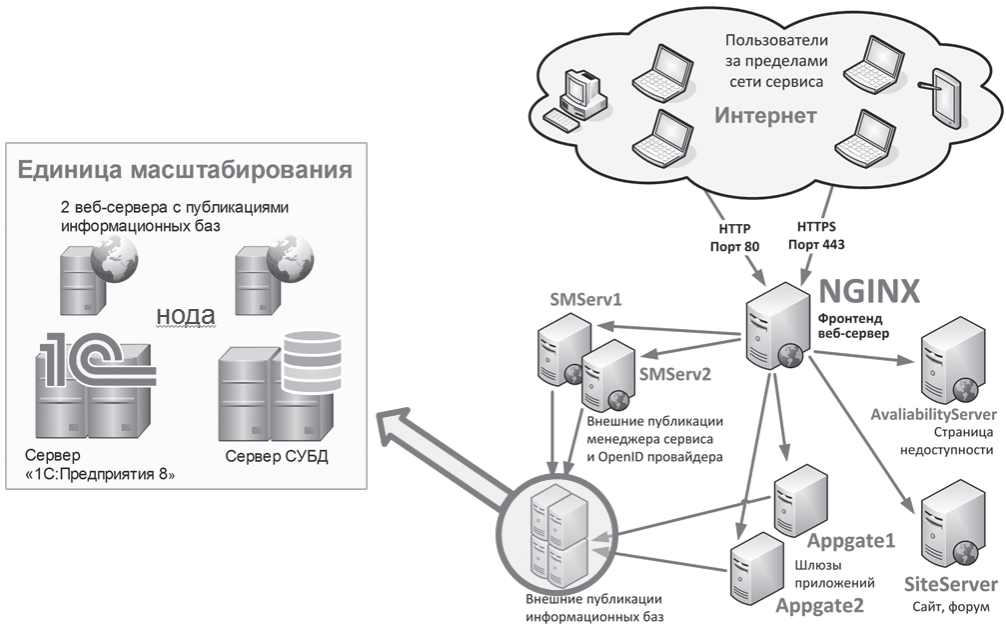 Пользователи
за пределами
сети сервиса
Интернет
Единица масштабирования
2 веб-сервера с публикациями
информационных баз
нода
1С
Сервер
«1С:Предприятия 8»
Сервер СУБД
HTTP
Порт 80
HTTPS
Порт 443
NGINX
Фронтенд
веб-сервер
SMServ1
SMServ2
Внешние публикации
менеджера сервиса
и OpenID провайдера
AvaliabilityServer
Страница
недоступности
Appgate1
Шлюзы
приложений
Appgate2
SiteServer
Сайт, форум
Внешние публикации
информационных баз